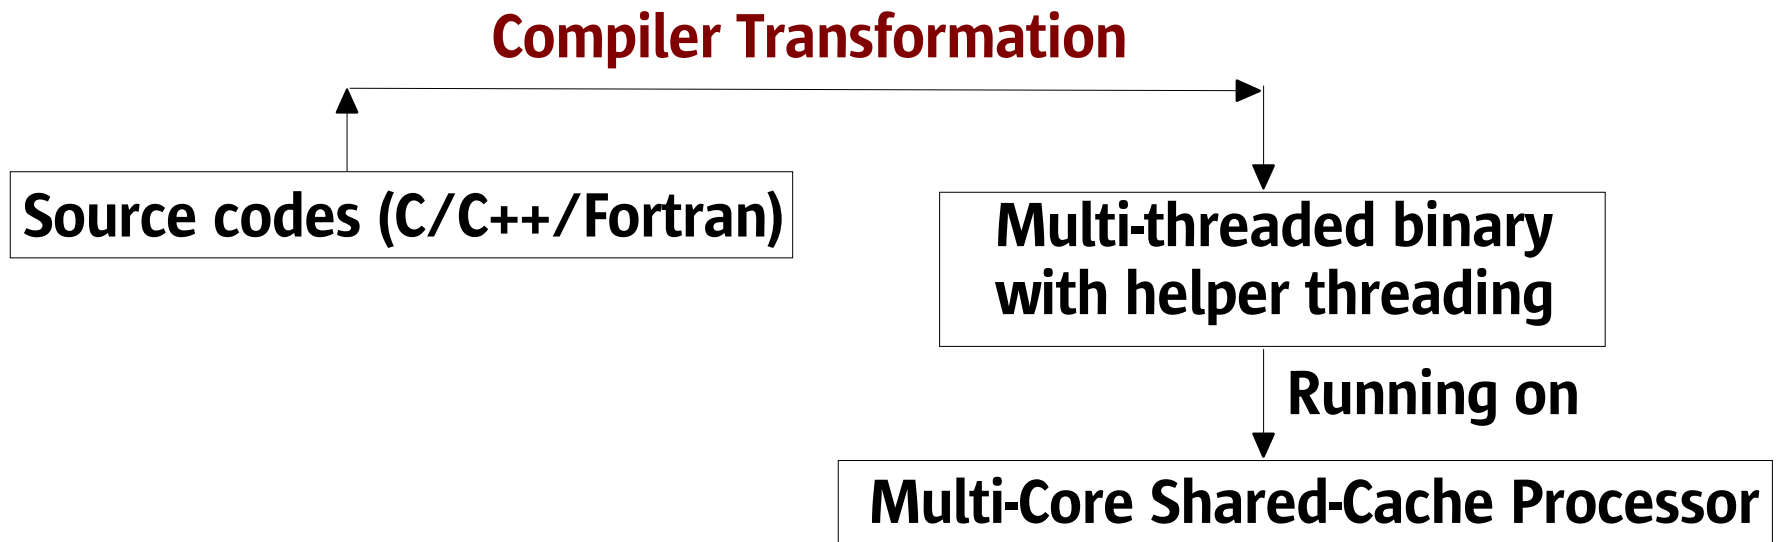 Compiler Transformation
Source codes (C/C++/Fortran)
Multi-threaded binary
with helper threading
Running on
Multi-Core Shared-Cache Processor